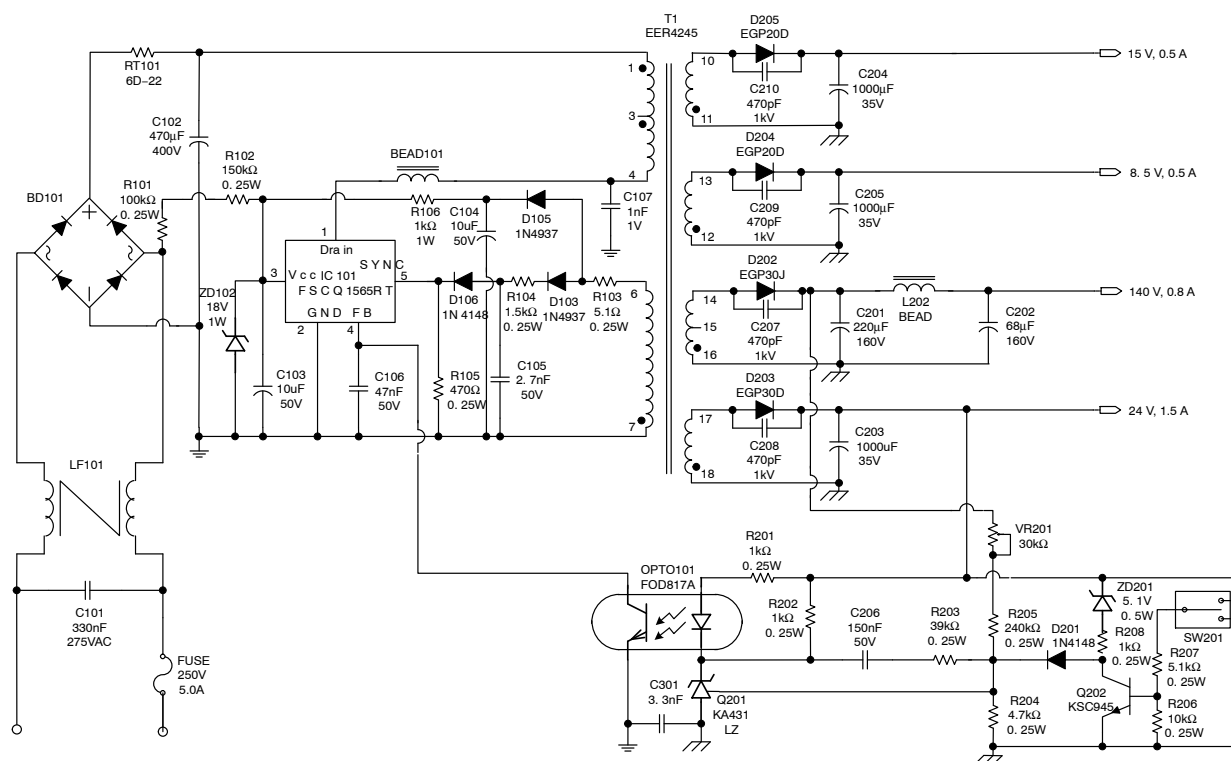 T1
EER4245
RT101
6D-22
C102
470μF
400V
R102
150kΩ
0. 25W
R101
100kΩ
0. 25W
BD101
BEAD101
1
3
4
C107
1nF
1V
R106
1kΩ
1W
C104
10uF
50V
D105
1N4937
1
Dra in
S Y N C
3
V c c
IC 101
5
F S C Q 1565R T
G N D
F B
2
4
ZD102
18V
1W
C103
10uF
50V
C106
47nF
50V
D106
1N 4148
R104
1.5kΩ
0. 25W
D103
1N4937
R103
5.1Ω
0. 25W
6
7
R105
470Ω
0. 25W
C105
2. 7nF
50V
LF101
C101
330nF
275VAC
FUSE
250V
5.0A
D205
EGP20D
10
11
C210
470pF
1kV
C204
1000μF
35V
15 V, 0.5 A
D204
EGP20D
13
12
C209
470pF
1kV
C205
1000μF
35V
8. 5 V, 0.5 A
D202
EGP30J
14
15
16
C207
470pF
1kV
C201
220μF
160V
L202
BEAD
C202
68μF
160V
140 V, 0.8 A
D203
EGP30D
17
18
C208
470pF
1kV
C203
1000uF
35V
24 V, 1.5 A
VR201
30kΩ
OPTO101
FOD817A
R201
1kΩ
0. 25W
R202
1kΩ
0. 25W
C206
150nF
50V
R203
39kΩ
0. 25W
R205
240kΩ
0. 25W
D201
1N4148
ZD201
5. 1V
0. 5W
R208
1kΩ
0. 25W
R207
5.1kΩ
0. 25W
SW201
C301
3. 3nF
Q201
KA431
LZ
R204
4.7kΩ
0. 25W
Q202
KSC945
R206
10kΩ
0. 25W